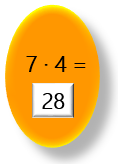 7 · 4 =
28